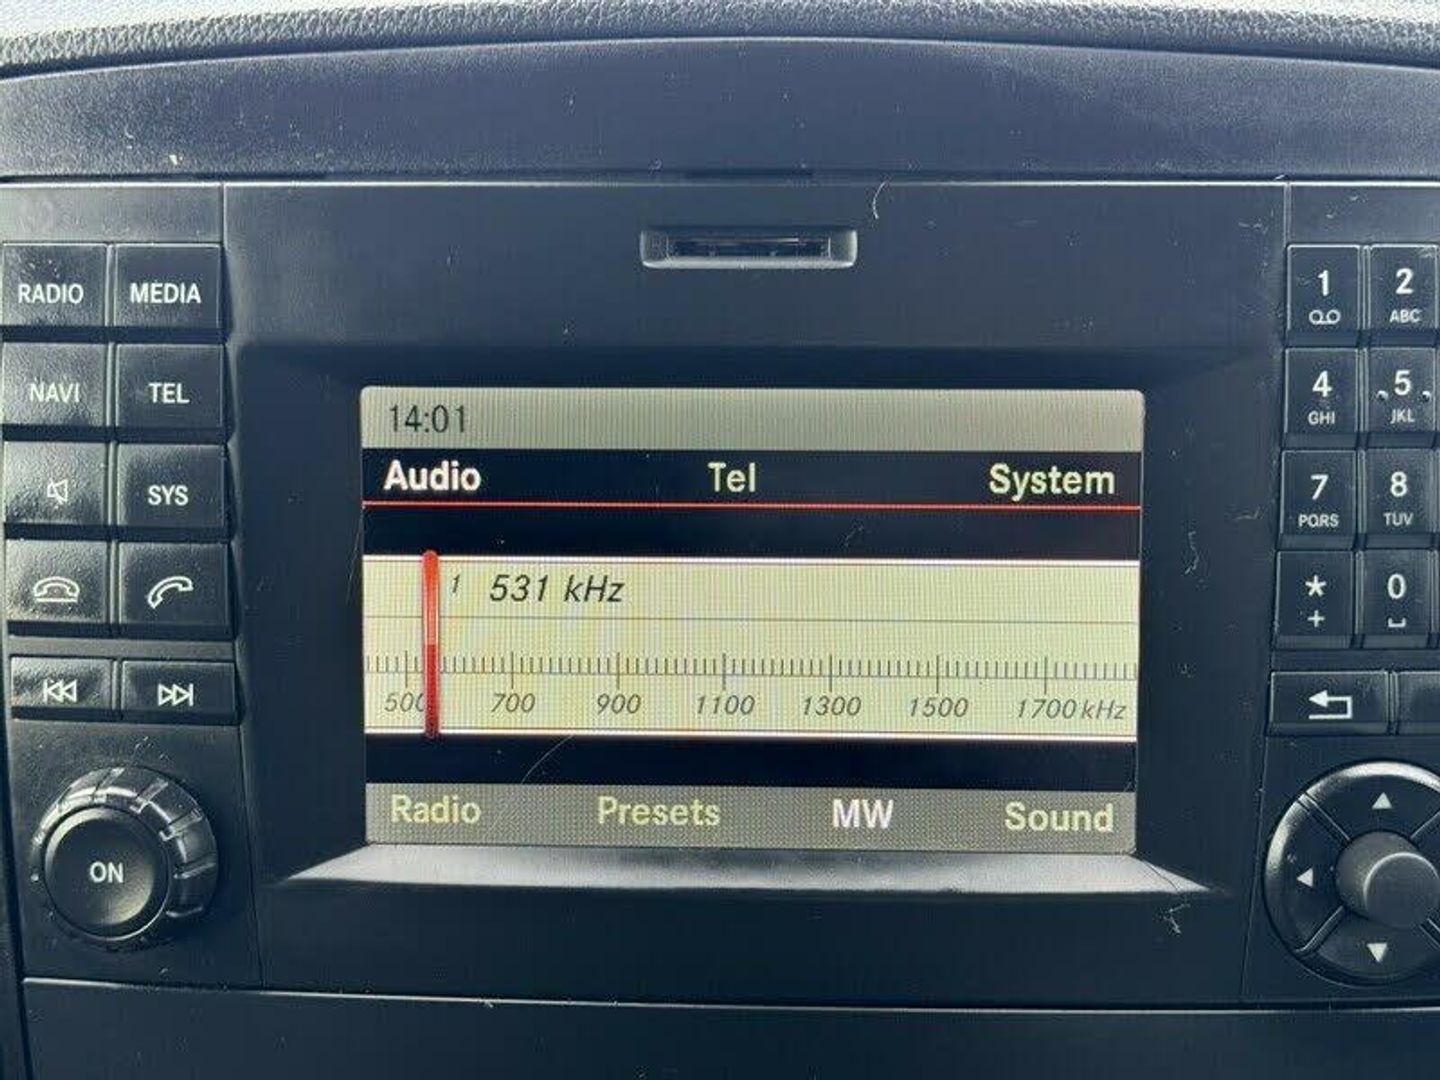 RADIO MEDIA
NAVI TEL
SYS
ON
14:01
Audio Tel System
1 531 kHz
500 700 900 1100 1300 1500 1700 kHz
Radio Presets MW Sound
1 2
ABC
4 5
GHI JKL
7 8
PQRS TUV
* 0
+